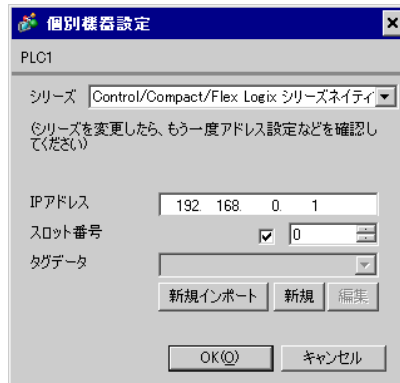 個別機器設定
PLC1
シリーズ Control/Compact/Flex Logix シリーズネイティ
(シリーズを変更したら、もう一度アドレス設定などを確認し
てください)
IPアドレス 192. 168. 0. 1
スロット番号 0
タグデータ
新規インポート 新規 編集
OK(O) キャンセル